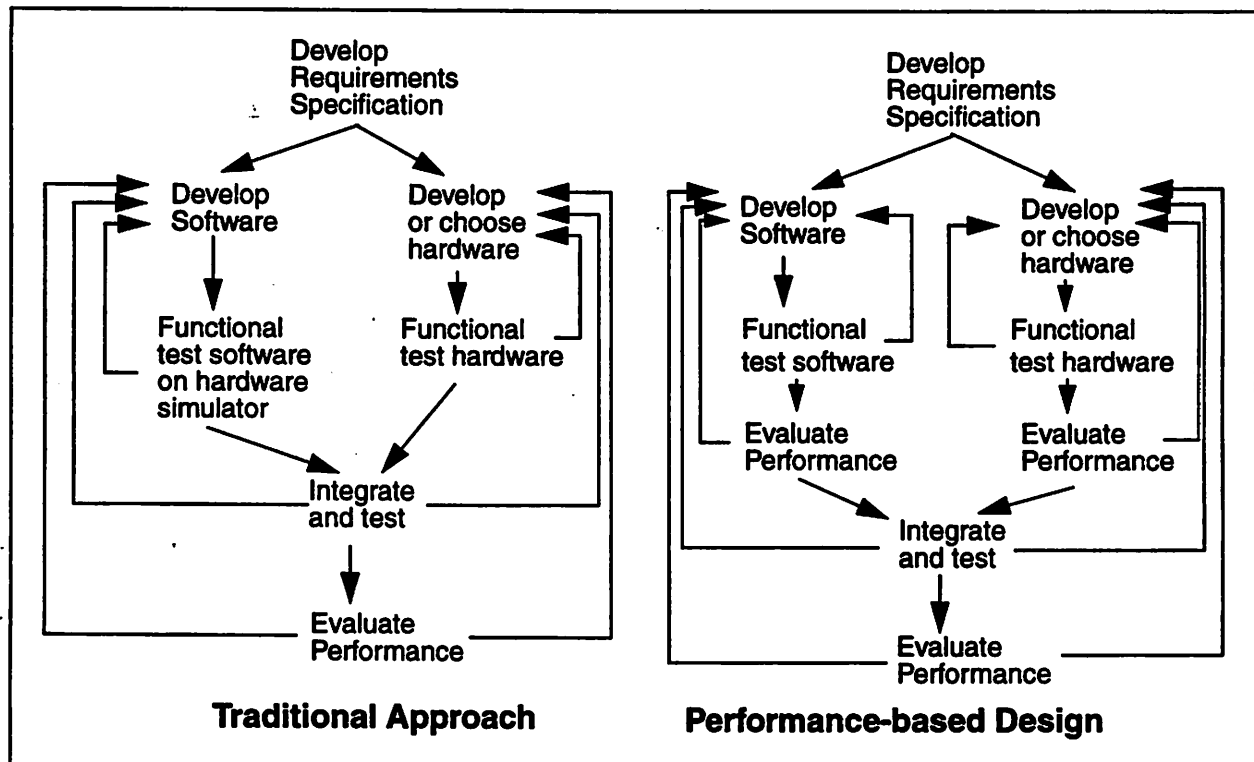 Develop
Requirements
Specification
Develop
Software
Develop
or choose
hardware
Functional
test software
on hardware
simulator
Functional
test hardware
Integrate
and test
Evaluate
Performance
Traditional Approach
Develop
Requirements
Specification
Develop
Software
Develop
or choose
hardware
Functional
test software
Functional
test hardware
Evaluate
Performance
Evaluate
Performance
Integrate
and test
Evaluate
Performance
Performance-based Design